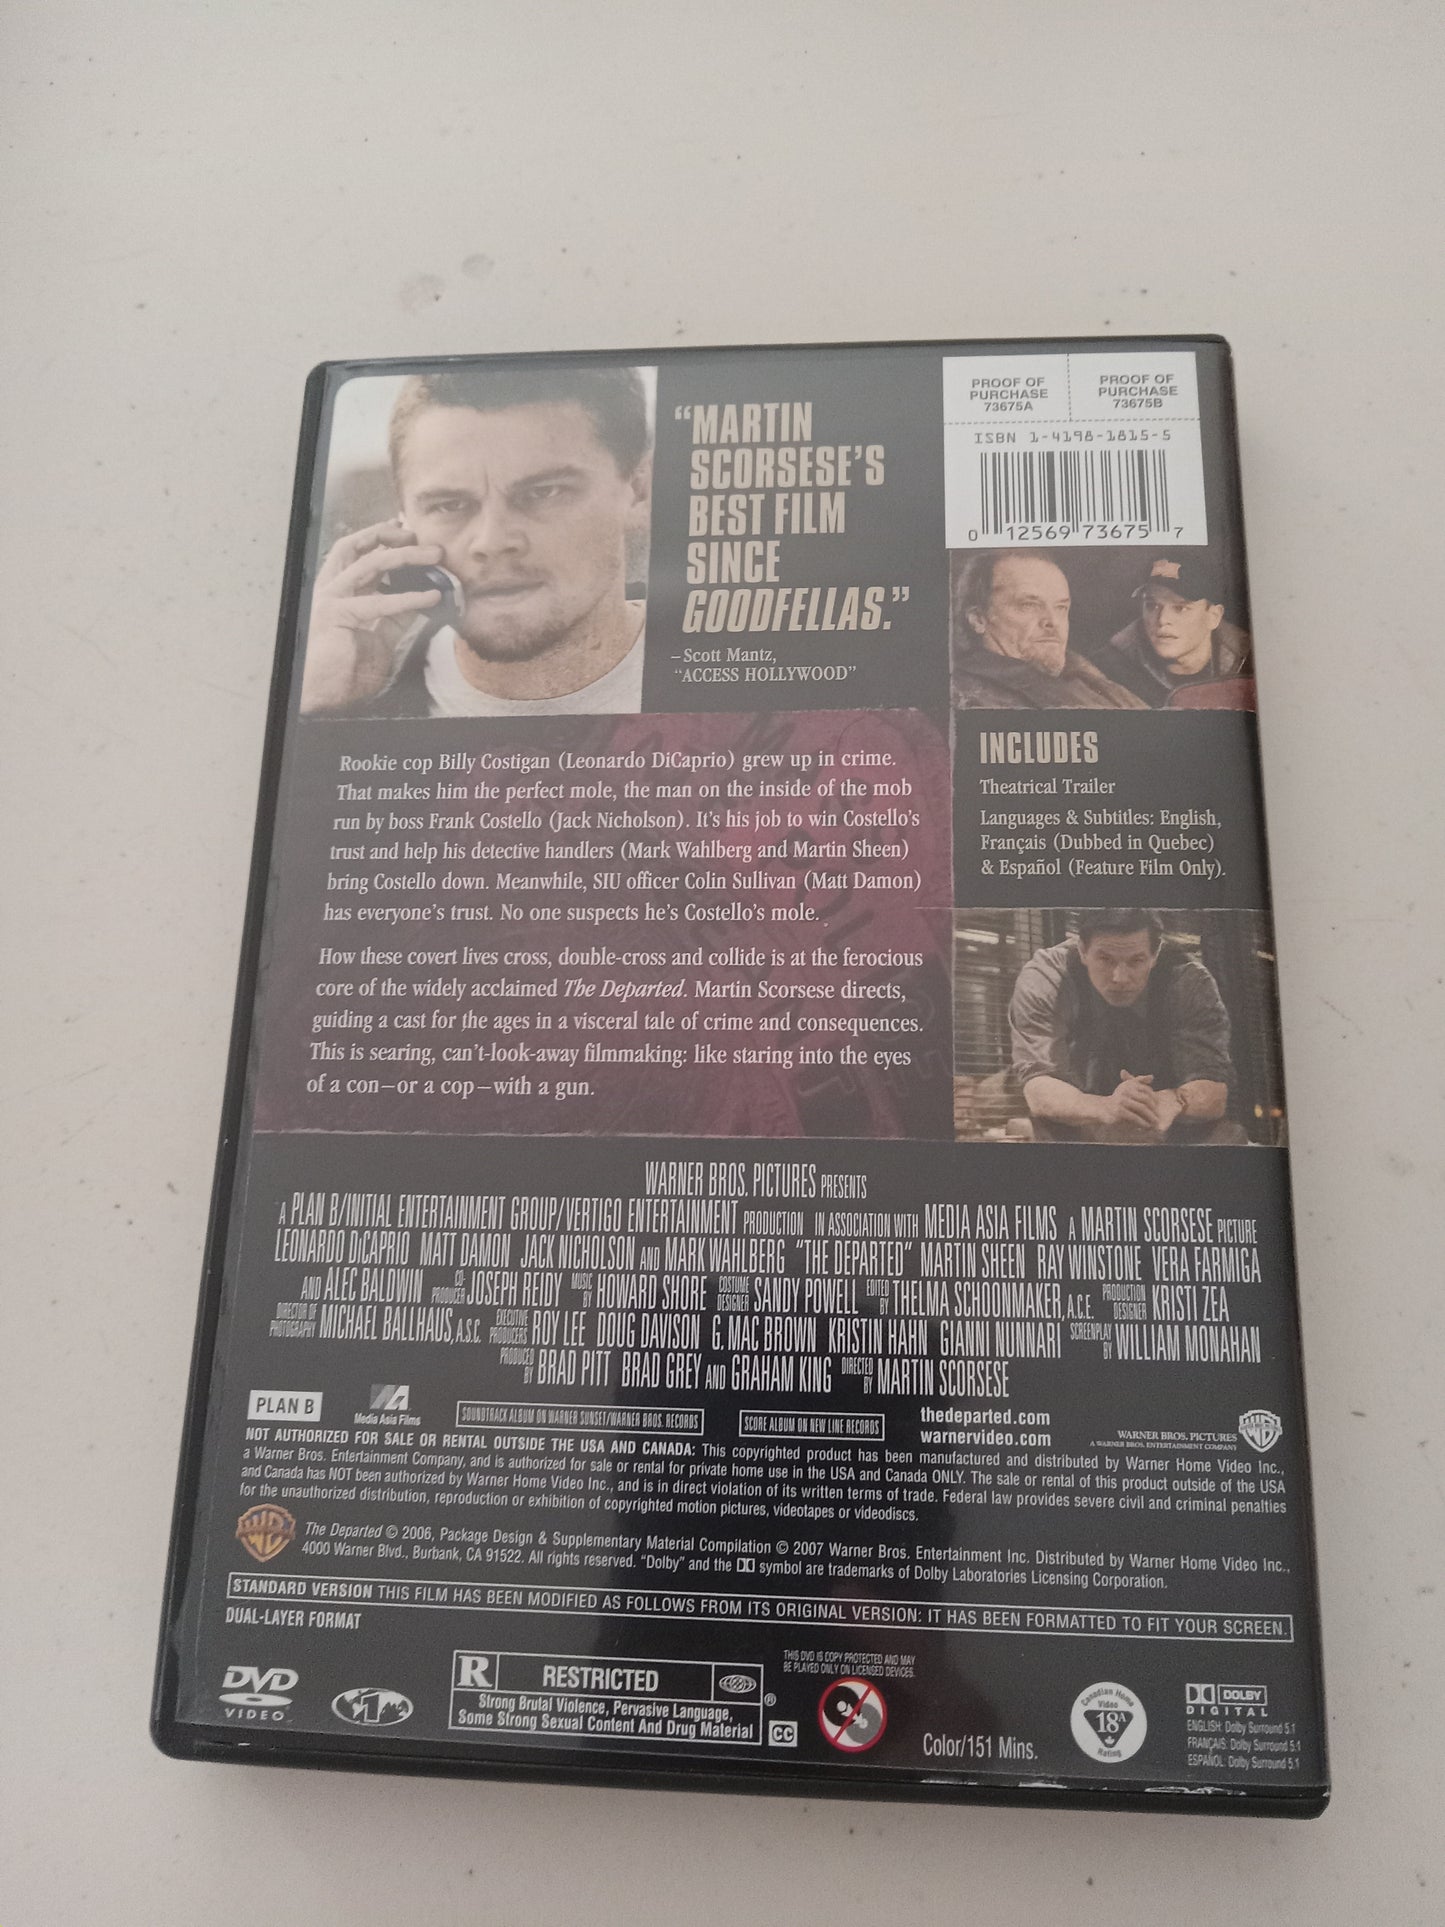 PROOF OF PURCHASE 73675A
PROOF OF PURCHASE 73675B
ISBN 1-4198-1815-5
0 12569 73675 7
"MARTIN
SCORSESE'S
BEST FILM
SINCE
GOODFELLAS."
–Scott Mantz,
"ACCESS HOLLYWOOD"
Rookie cop Billy Costigan (Leonardo DiCaprio) grew up in crime.
That makes him the perfect mole, the man on the inside of the mob
run by boss Frank Costello (Jack Nicholson). It's his job to win Costello's
trust and help his detective handlers (Mark Wahlberg and Martin Sheen)
bring Costello down. Meanwhile, SIU officer Colin Sullivan (Matt Damon)
has everyone's trust. No one suspects he's Costello's mole.
How these covert lives cross, double-cross and collide is at the ferocious
core of the widely acclaimed The Departed. Martin Scorsese directs,
guiding a cast for the ages in a visceral tale of crime and consequences.
This is searing, can't-look-away filmmaking: like staring into the eyes
of a con–or a cop–with a gun.
INCLUDES
Theatrical Trailer
Languages & Subtitles: English,
Français (Dubbed in Quebec)
& Español (Feature Film Only).
WARNER BROS. PICTURES PRESENTS
A PLAN B/INITIAL ENTERTAINMENT GROUP/VERTIGO ENTERTAINMENT PRODUCTION IN ASSOCIATION WITH MEDIA ASIA FILMS A MARTIN SCORSESE PICTURE
LEONARDO DiCAPRIO MATT DAMON JACK NICHOLSON AND MARK WAHLBERG "THE DEPARTED" MARTIN SHEEN RAY WINSTONE VERA FARMIGA
AND ALEC BALDWIN CO-PRODUCER JOSEPH REIDY MUSIC BY HOWARD SHORE COSTUME DESIGNER SANDY POWELL EDITED BY THELMA SCHOONMAKER, A.C.E. PRODUCTION DESIGNER KRISTI ZEA
DIRECTOR OF PHOTOGRAPHY MICHAEL BALLHAUS, A.S.C. EXECUTIVE PRODUCERS ROY LEE DOUG DAVISON G. MAC BROWN KRISTIN HAHN GIANNI NUNNARI SCREENPLAY BY WILLIAM MONAHAN
PRODUCED BY BRAD PITT BRAD GREY AND GRAHAM KING DIRECTED BY MARTIN SCORSESE
PLAN B
Media Asia Films
SOUNDTRACK ALBUM ON WARNER SUNSET/WARNER BROS. RECORDS
SCORE ALBUM ON NEW LINE RECORDS
thedeparted.com
warnervideo.com
WARNER BROS. PICTURES
A WARNER BROS. ENTERTAINMENT COMPANY
NOT AUTHORIZED FOR SALE OR RENTAL OUTSIDE THE USA AND CANADA: This copyrighted product has been manufactured and distributed by Warner Home Video Inc.,
a Warner Bros. Entertainment Company, and is authorized for sale or rental for private home use in the USA and Canada ONLY. The sale or rental of this product outside of the USA
and Canada has NOT been authorized by Warner Home Video Inc., and is in direct violation of its written terms of trade. Federal law provides severe civil and criminal penalties
for the unauthorized distribution, reproduction or exhibition of copyrighted motion pictures, videotapes or videodiscs.
The Departed © 2006, Package Design & Supplementary Material Compilation © 2007 Warner Bros. Entertainment Inc. Distributed by Warner Home Video Inc.,
4000 Warner Blvd., Burbank, CA 91522. All rights reserved. "Dolby" and the DD symbol are trademarks of Dolby Laboratories Licensing Corporation.
STANDARD VERSION THIS FILM HAS BEEN MODIFIED AS FOLLOWS FROM ITS ORIGINAL VERSION: IT HAS BEEN FORMATTED TO FIT YOUR SCREEN.
DUAL-LAYER FORMAT
DVD
VIDEO
1
R RESTRICTED
Strong Brutal Violence, Pervasive Language,
Some Strong Sexual Content And Drug Material
®
CC
THIS DVD IS COPY PROTECTED AND MAY
BE PLAYED ONLY ON LICENSED DEVICES.
Color/151 Mins.
Canadian Home
Video
18A
Rating
DOLBY
DIGITAL
ENGLISH: Dolby Surround 5.1
FRANÇAIS: Dolby Surround 5.1
ESPAÑOL: Dolby Surround 5.1